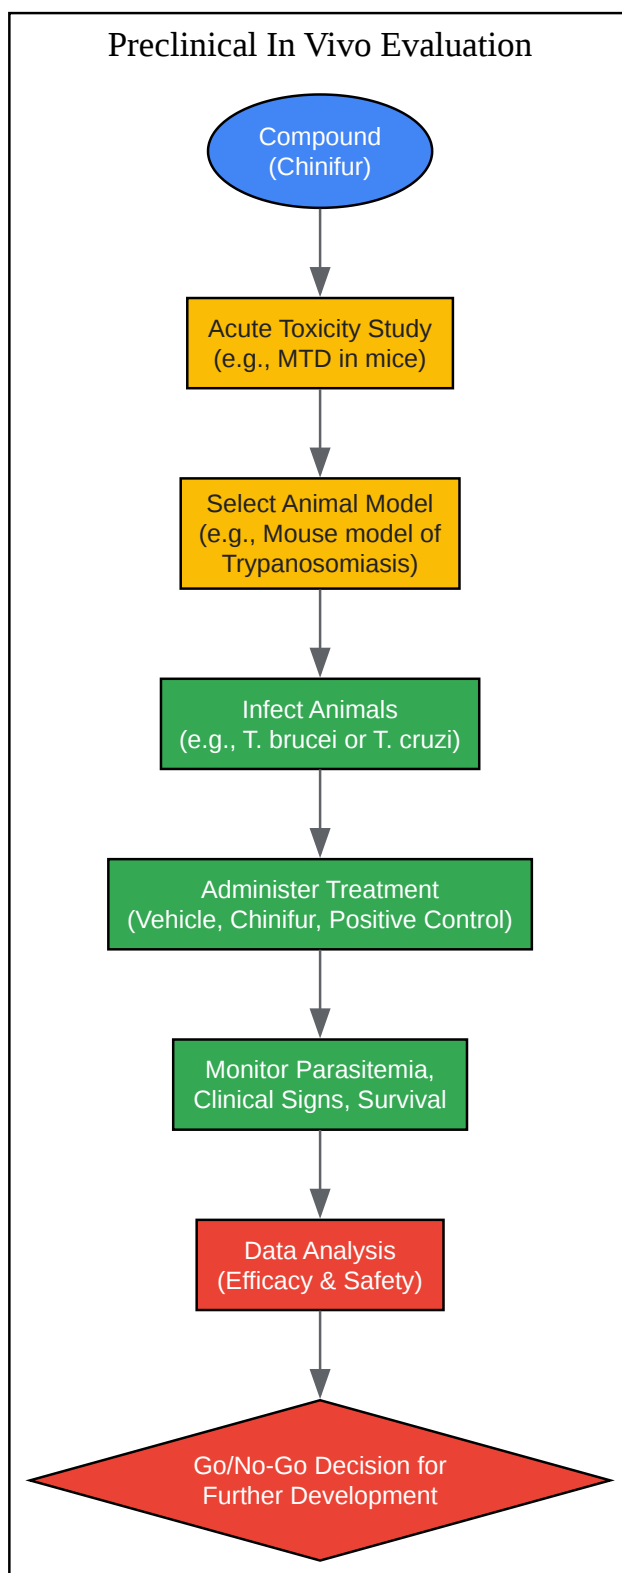 Preclinical In Vivo Evaluation
Compound
(Chinifur)
Acute Toxicity Study
(e.g., MTD in mice)
Select Animal Model
(e.g., Mouse model of
Trypanosomiasis)
Infect Animals
(e.g., T. brucei or T. cruzi)
Administer Treatment
(Vehicle, Chinifur, Positive Control)
Monitor Parasitemia,
Clinical Signs, Survival
Data Analysis
(Efficacy & Safety)
Go/No-Go Decision for
Further Development